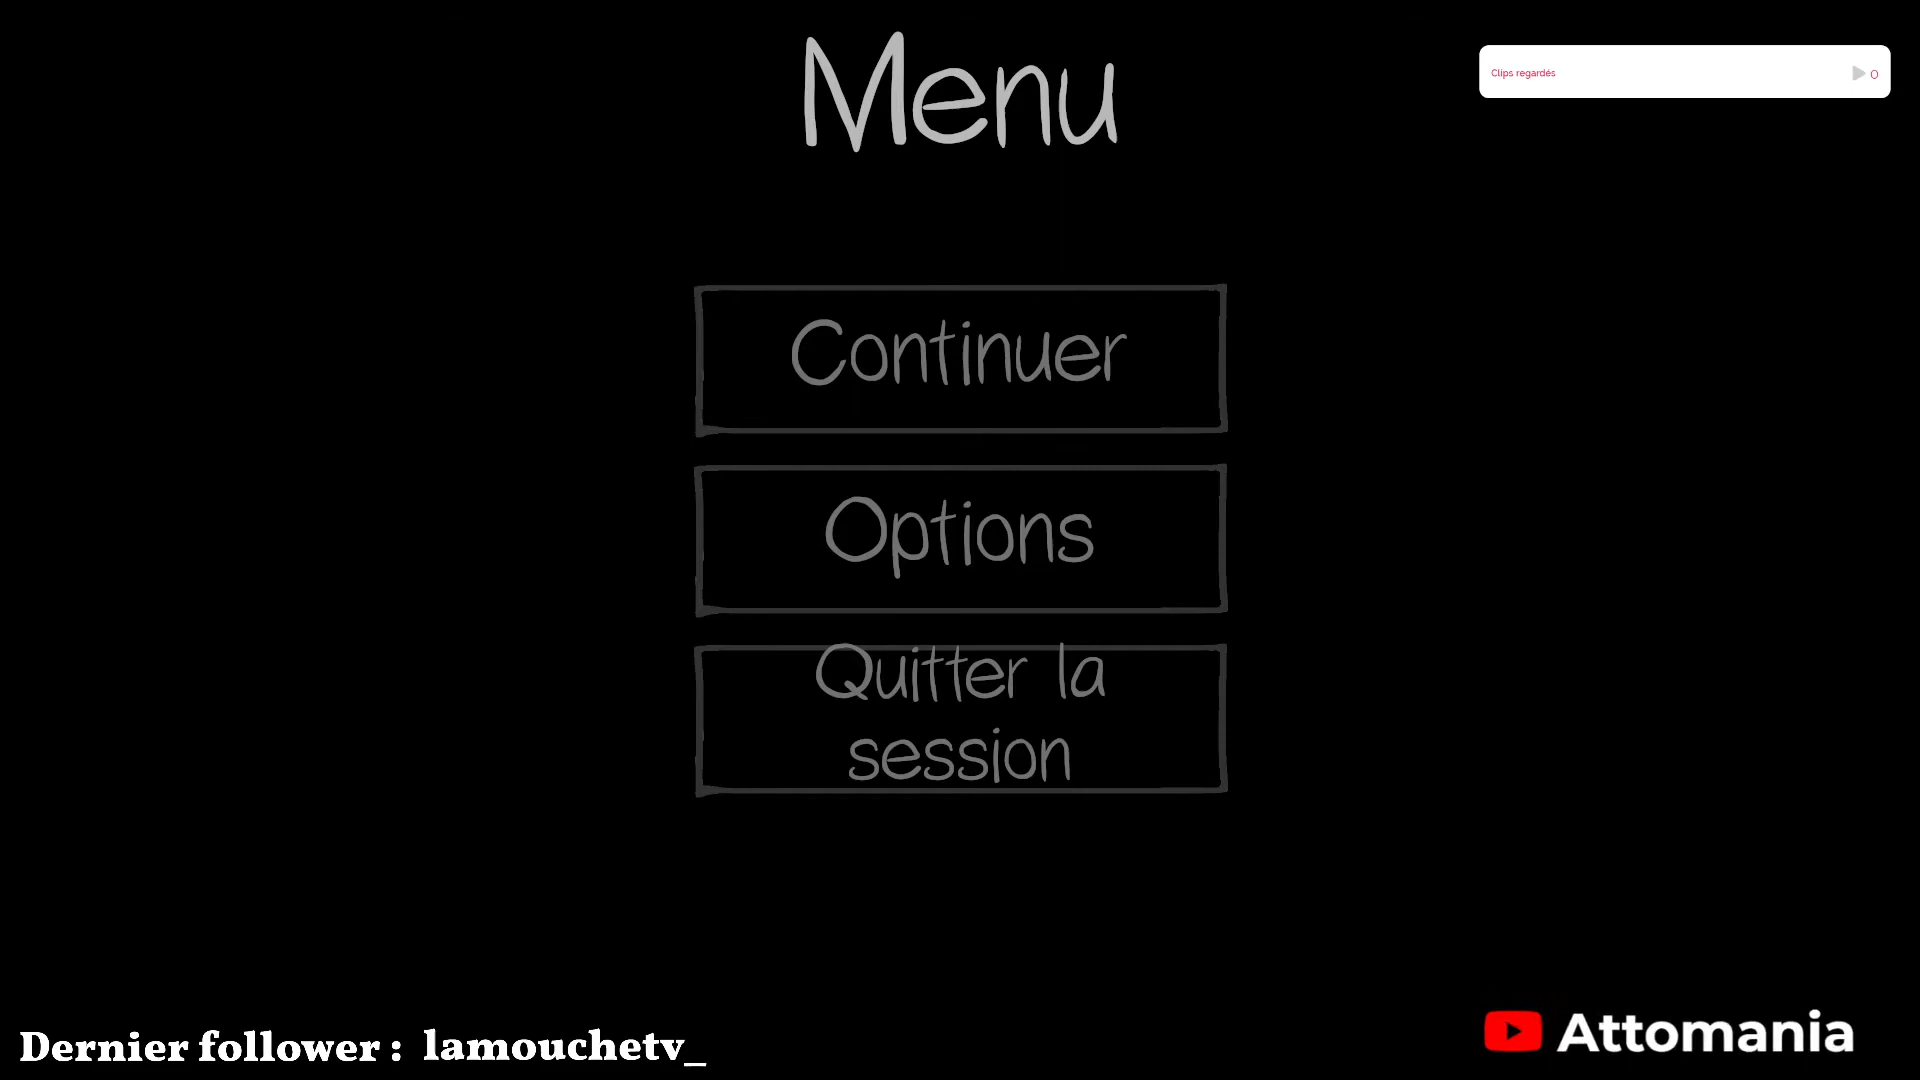 Menu
Clips regardés
0
Continuer
Options
Quitter la
session
Dernier follower : lamouchetv_
Attomania